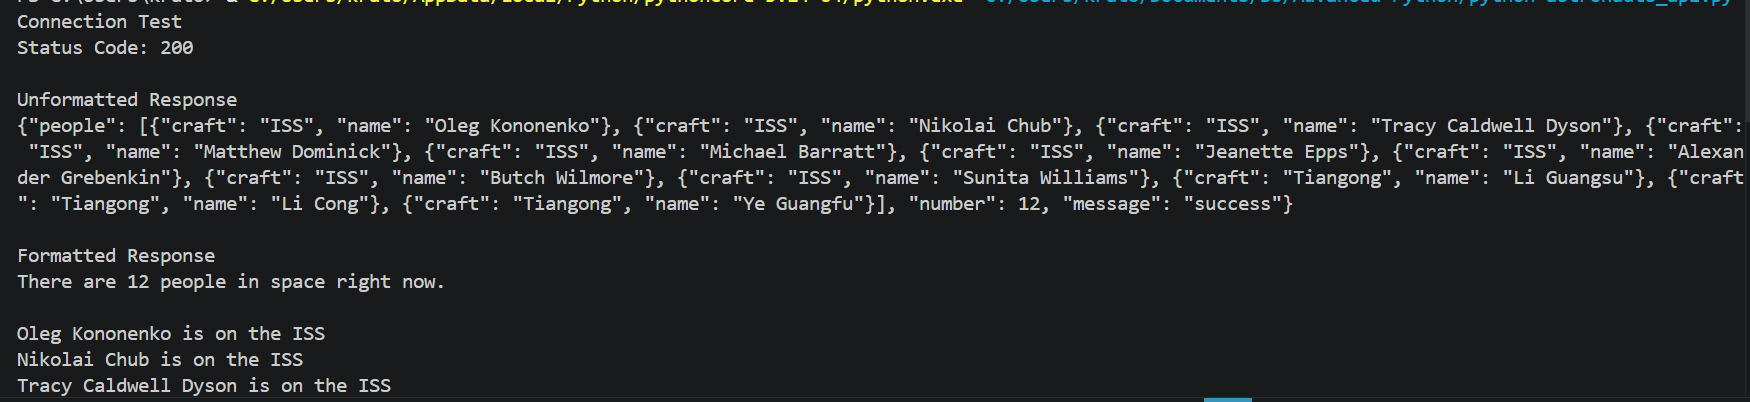 Connection Test
Status Code: 200
Unformatted Response
{"people": [{"craft": "ISS", "name": "Oleg Kononenko"}, {"craft": "ISS", "name": "Nikolai Chub"}, {"craft": "ISS", "name": "Tracy Caldwell Dyson"}, {"craft":
"ISS", "name": "Matthew Dominick"}, {"craft": "ISS", "name": "Michael Barratt"}, {"craft": "ISS", "name": "Jeanette Epps"}, {"craft": "ISS", "name": "Alexan
der Grebenkin"}, {"craft": "ISS", "name": "Butch Wilmore"}, {"craft": "ISS", "name": "Sunita Williams"}, {"craft": "Tiangong", "name": "Li Guangsu"}, {"craft
": "Tiangong", "name": "Li Cong"}, {"craft": "Tiangong", "name": "Ye Guangfu"}], "number": 12, "message": "success"}
Formatted Response
There are 12 people in space right now.
Oleg Kononenko is on the ISS
Nikolai Chub is on the ISS
Tracy Caldwell Dyson is on the ISS